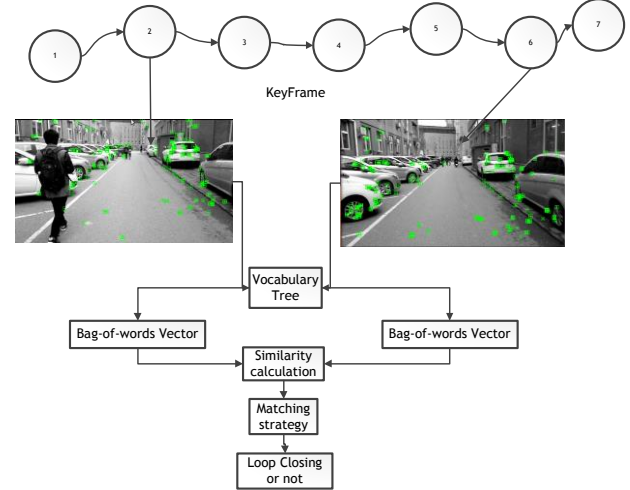 1
2
3
4
5
6
7
KeyFrame
Vocabulary
Tree
Bag-of-words Vector
Bag-of-words Vector
Similarity
calculation
Matching
strategy
Loop Closing
or not